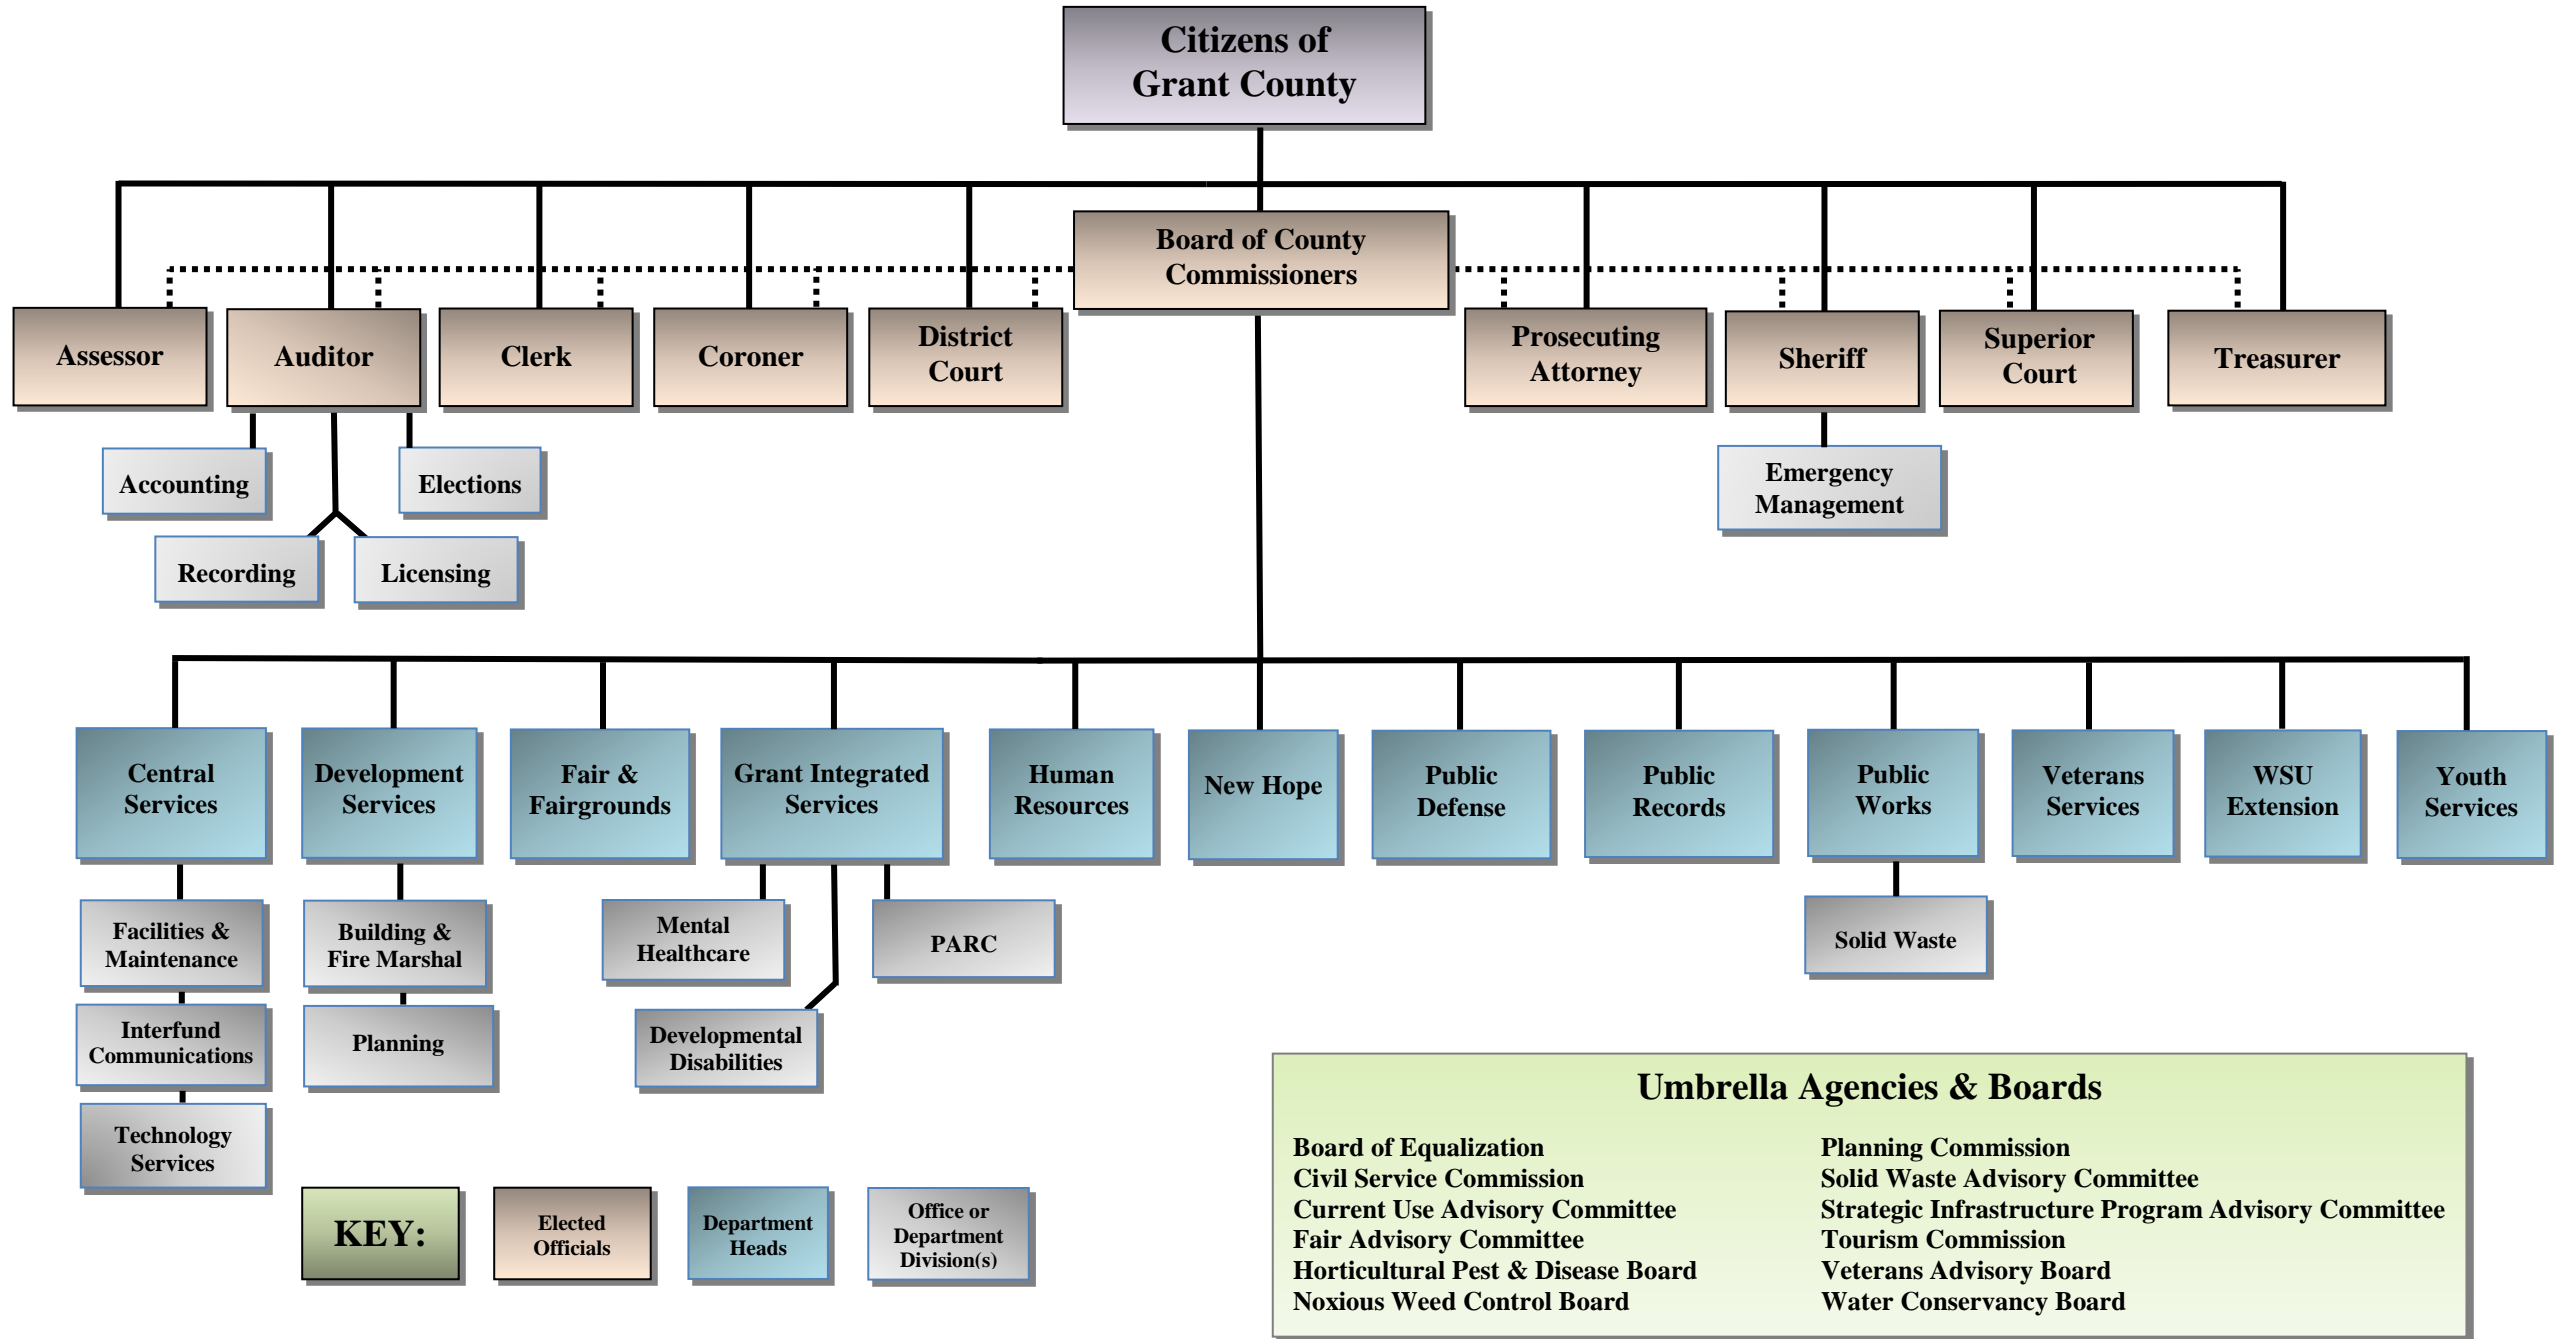 Citizens of
Grant County
Board of County
Commissioners
Assessor
Auditor
Clerk
Coroner
District
Court
Prosecuting
Attorney
Sheriff
Superior
Court
Treasurer
Accounting
Elections
Recording
Licensing
Emergency
Management
Central
Services
Development
Services
Fair &
Fairgrounds
Grant Integrated
Services
Human
Resources
New Hope
Public
Defense
Public
Records
Public
Works
Veterans
Services
WSU
Extension
Youth
Services
Facilities &
Maintenance
Interfund
Communications
Technology
Services
Building &
Fire Marshal
Planning
Mental
Healthcare
Developmental
Disabilities
PARC
Solid Waste
KEY:
Elected
Officials
Department
Heads
Office or
Department
Division(s)
Umbrella Agencies & Boards
Board of Equalization
Civil Service Commission
Current Use Advisory Committee
Fair Advisory Committee
Horticultural Pest & Disease Board
Noxious Weed Control Board
Planning Commission
Solid Waste Advisory Committee
Strategic Infrastructure Program Advisory Committee
Tourism Commission
Veterans Advisory Board
Water Conservancy Board